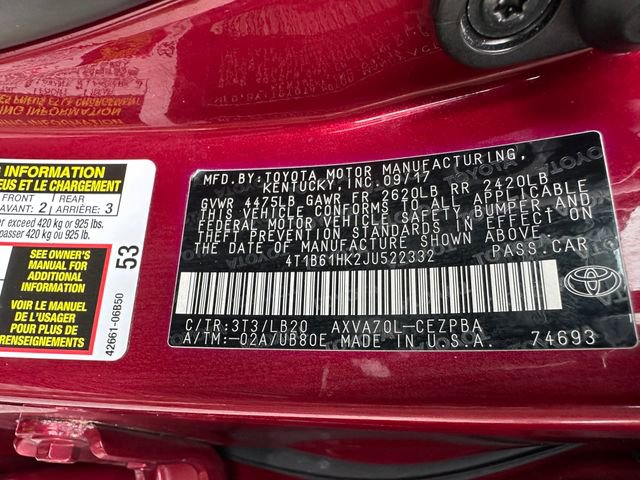 MFD. BY: TOYOTA MOTOR MANUFACTURING,
KENTUCKY, INC. 09/17
GVWR 4475LB GAWR FR 2620LB RR 2420LB
THIS VEHICLE CONFORMS TO ALL APPLICABLE
FEDERAL MOTOR VEHICLE SAFETY, BUMPER, AND
THEFT PREVENTION STANDARDS IN EFFECT ON
THE DATE OF MANUFACTURE SHOWN ABOVE.
4T1B61HK2JU522332 PASS. CAR
TOYOTA
C/TR: 3T3/LB20 AXVA70L-CEZPBA
A/TM: -02A/UB80E MADE IN U.S.A. 74693
INFORMATION
EUS ET LE CHARGEMENT
FRONT
AVANT: 2
REAR
ARRIÈRE: 3
er exceed 420 kg or 925 lbs.
passer 420 kg ou 925 lb.
SEE OWNER'S
MANUAL FOR
ADDITIONAL
INFORMATION
VOIR LE MANUEL
DE L'USAGER
POUR PLUS DE
RENSEIGNEMENTS
53
42661-06B50